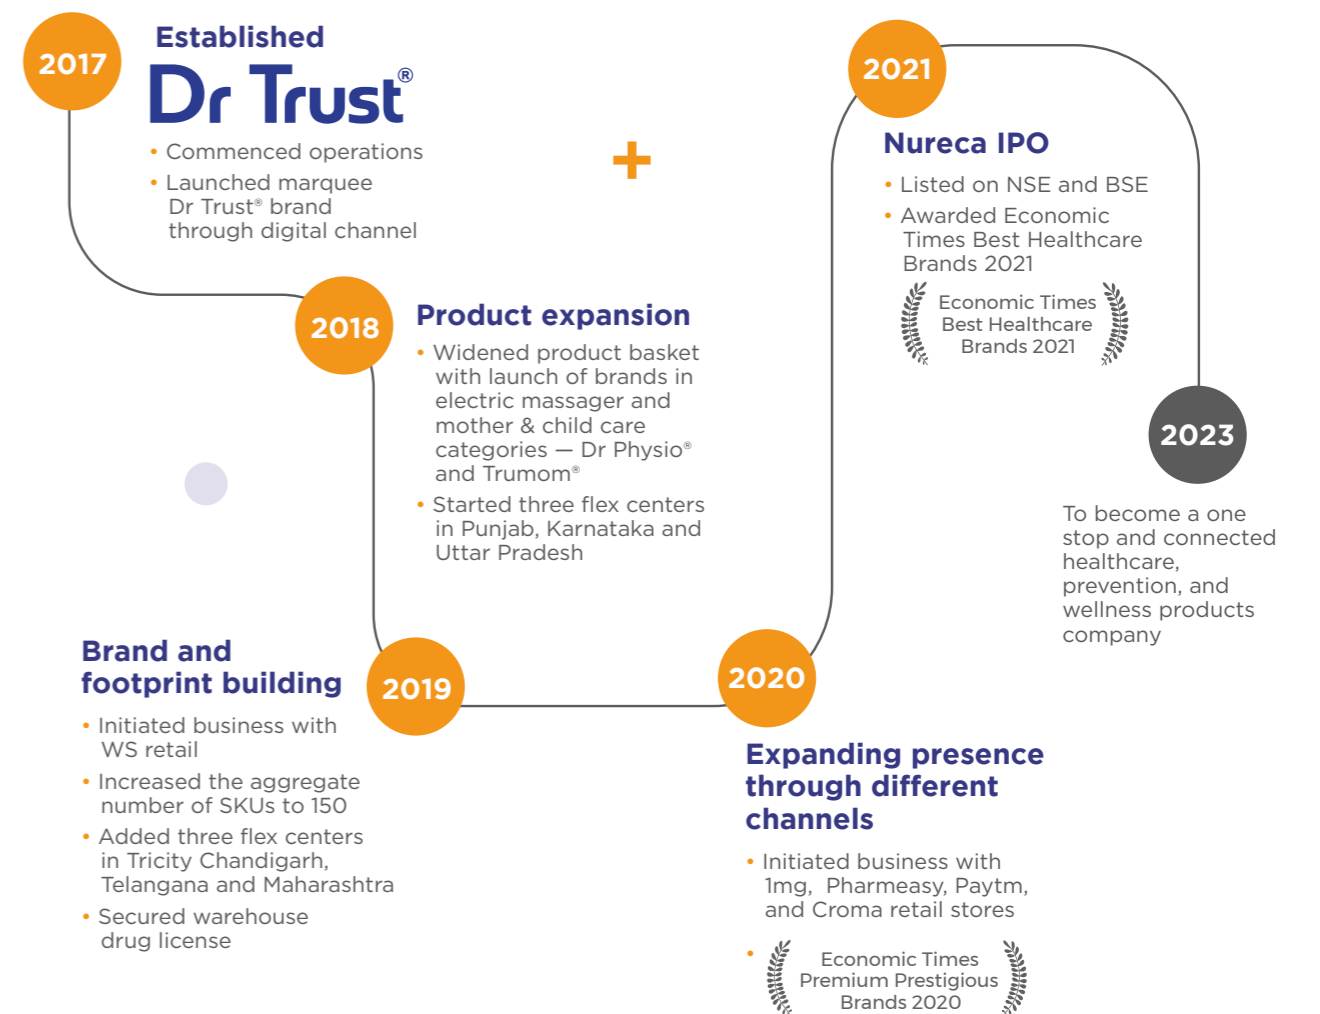 2017
Established
Dr Trust®
• Commenced operations
• Launched marquee
Dr Trust® brand
through digital channel
2018
Product expansion
• Widened product basket
with launch of brands in
electric massager and
mother & child care
categories — Dr Physio®
and Trumom®
• Started three flex centers
in Punjab, Karnataka and
Uttar Pradesh
2019
Brand and
footprint building
• Initiated business with
WS retail
• Increased the aggregate
number of SKUs to 150
• Added three flex centers
in Tricity Chandigarh,
Telangana and Maharashtra
• Secured warehouse
drug license
2020
Expanding presence
through different
channels
• Initiated business with
1mg, Pharmeasy, Paytm,
and Croma retail stores
• Economic Times
Premium Prestigious
Brands 2020
2021
Nureca IPO
• Listed on NSE and BSE
• Awarded Economic
Times Best Healthcare
Brands 2021
Economic Times
Best Healthcare
Brands 2021
2023
To become a one
stop and connected
healthcare,
prevention, and
wellness products
company